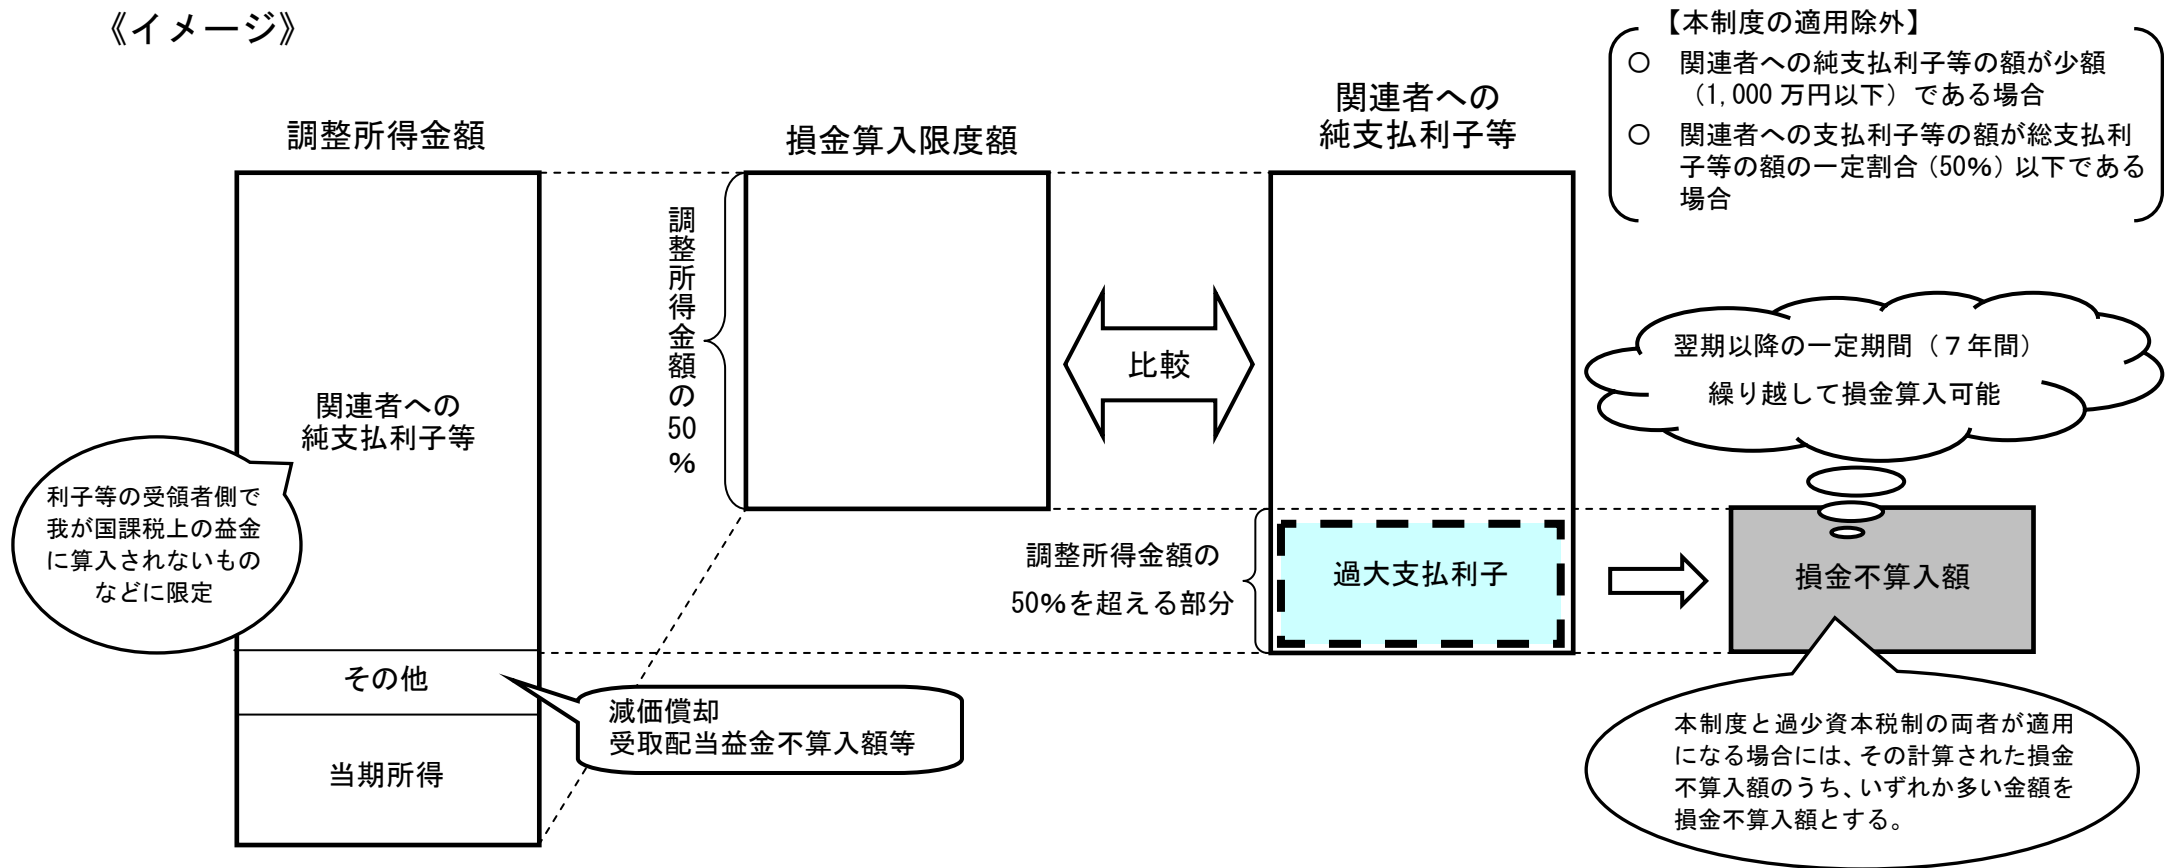 《イメージ》
【本制度の適用除外】
○ 関連者への純支払利子等の額が少額
（1,000万円以下）である場合
○ 関連者への支払利子等の額が総支払利
子等の額の一定割合（50％）以下である
場合
調整所得金額
損金算入限度額
関連者への
純支払利子等
調整所得金額の50％
比較
翌期以降の一定期間（７年間）
繰り越して損金算入可能
関連者への
純支払利子等
利子等の受領者側で
我が国課税上の益金
に算入されないもの
などに限定
調整所得金額の
50％を超える部分
過大支払利子
損金不算入額
その他
減価償却
受取配当益金不算入額等
当期所得
本制度と過少資本税制の両者が適用
になる場合には、その計算された損金
不算入額のうち、いずれか多い金額を
損金不算入額とする。